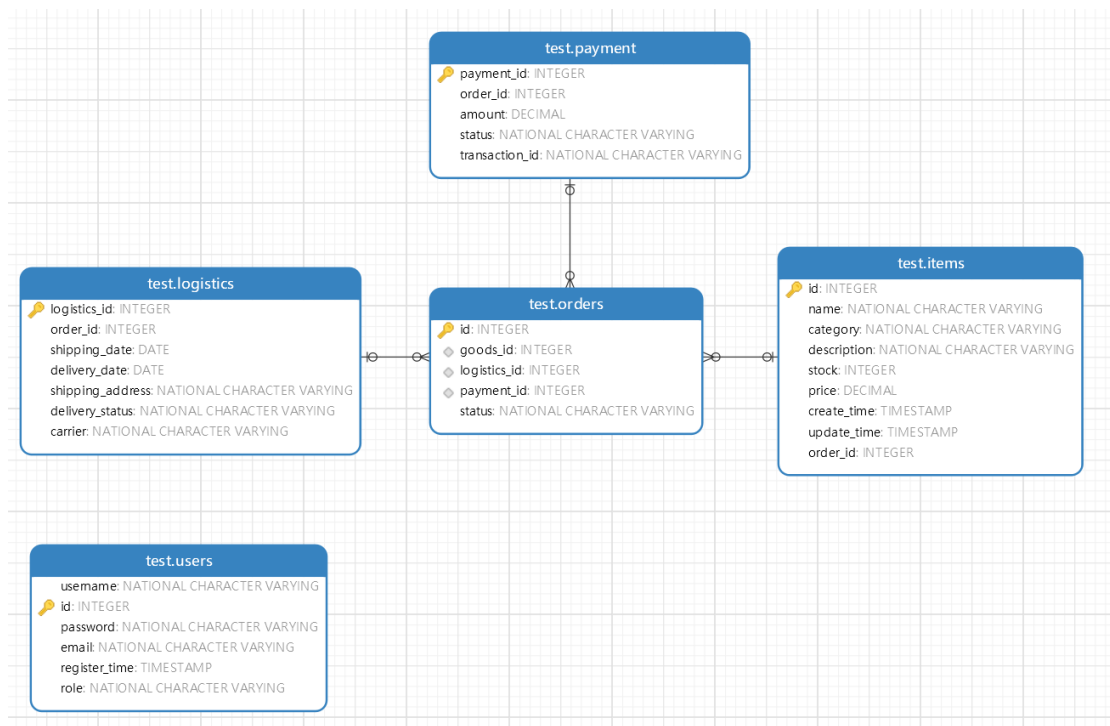 test.payment
payment_id: INTEGER
order_id: INTEGER
amount: DECIMAL
status: NATIONAL CHARACTER VARYING
transaction_id: NATIONAL CHARACTER VARYING
test.logistics
logistics_id: INTEGER
order_id: INTEGER
shipping_date: DATE
delivery_date: DATE
shipping_address: NATIONAL CHARACTER VARYING
delivery_status: NATIONAL CHARACTER VARYING
carrier: NATIONAL CHARACTER VARYING
test.orders
id: INTEGER
goods_id: INTEGER
logistics_id: INTEGER
payment_id: INTEGER
status: NATIONAL CHARACTER VARYING
test.items
id: INTEGER
name: NATIONAL CHARACTER VARYING
category: NATIONAL CHARACTER VARYING
description: NATIONAL CHARACTER VARYING
stock: INTEGER
price: DECIMAL
create_time: TIMESTAMP
update_time: TIMESTAMP
order_id: INTEGER
test.users
username: NATIONAL CHARACTER VARYING
id: INTEGER
password: NATIONAL CHARACTER VARYING
email: NATIONAL CHARACTER VARYING
register_time: TIMESTAMP
role: NATIONAL CHARACTER VARYING